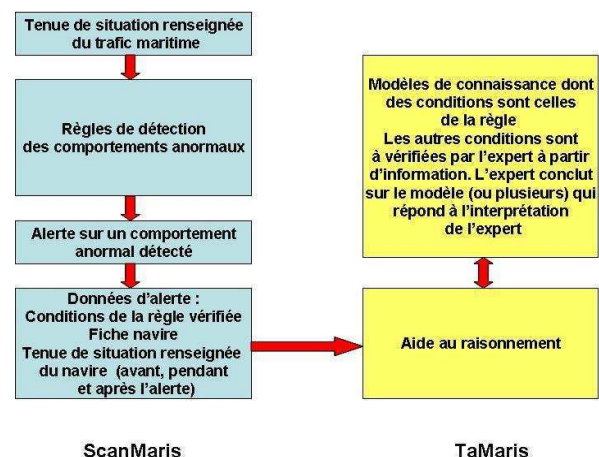 Tenue de situation renseignée
du trafic maritime
Règles de détection
des comportements anormaux
Alerte sur un comportement
anormal détecté
Données d'alerte :
Conditions de la règle vérifiée
Fiche navire
Tenue de situation renseignée
du navire (avant, pendant
et après l'alerte)
ScanMaris
Modèles de connaissance dont
des conditions sont celles
de la règle
Les autres conditions sont
à vérifiées par l'expert à partir
d'information. L'expert conclut
sur le modèle (ou plusieurs) qui
répond à l'interprétation
de l'expert
Aide au raisonnement
TaMaris